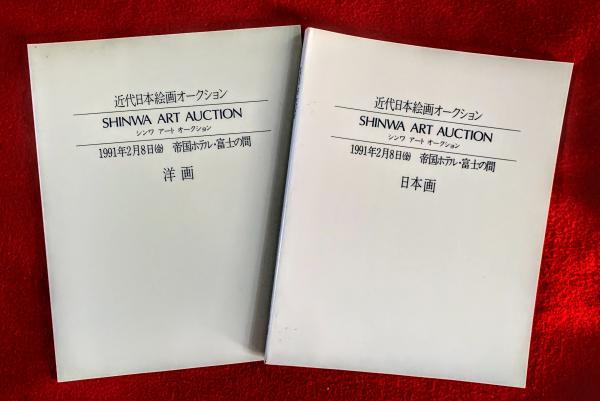 近代日本絵画オークション
SHINWA ART AUCTION
シンワ アート オークション
1991年2月8日㊎ 帝国ホテル・富士の間
洋画
近代日本絵画オークション
SHINWA ART AUCTION
シンワ アート オークション
1991年2月8日㊎ 帝国ホテル・富士の間
日本画